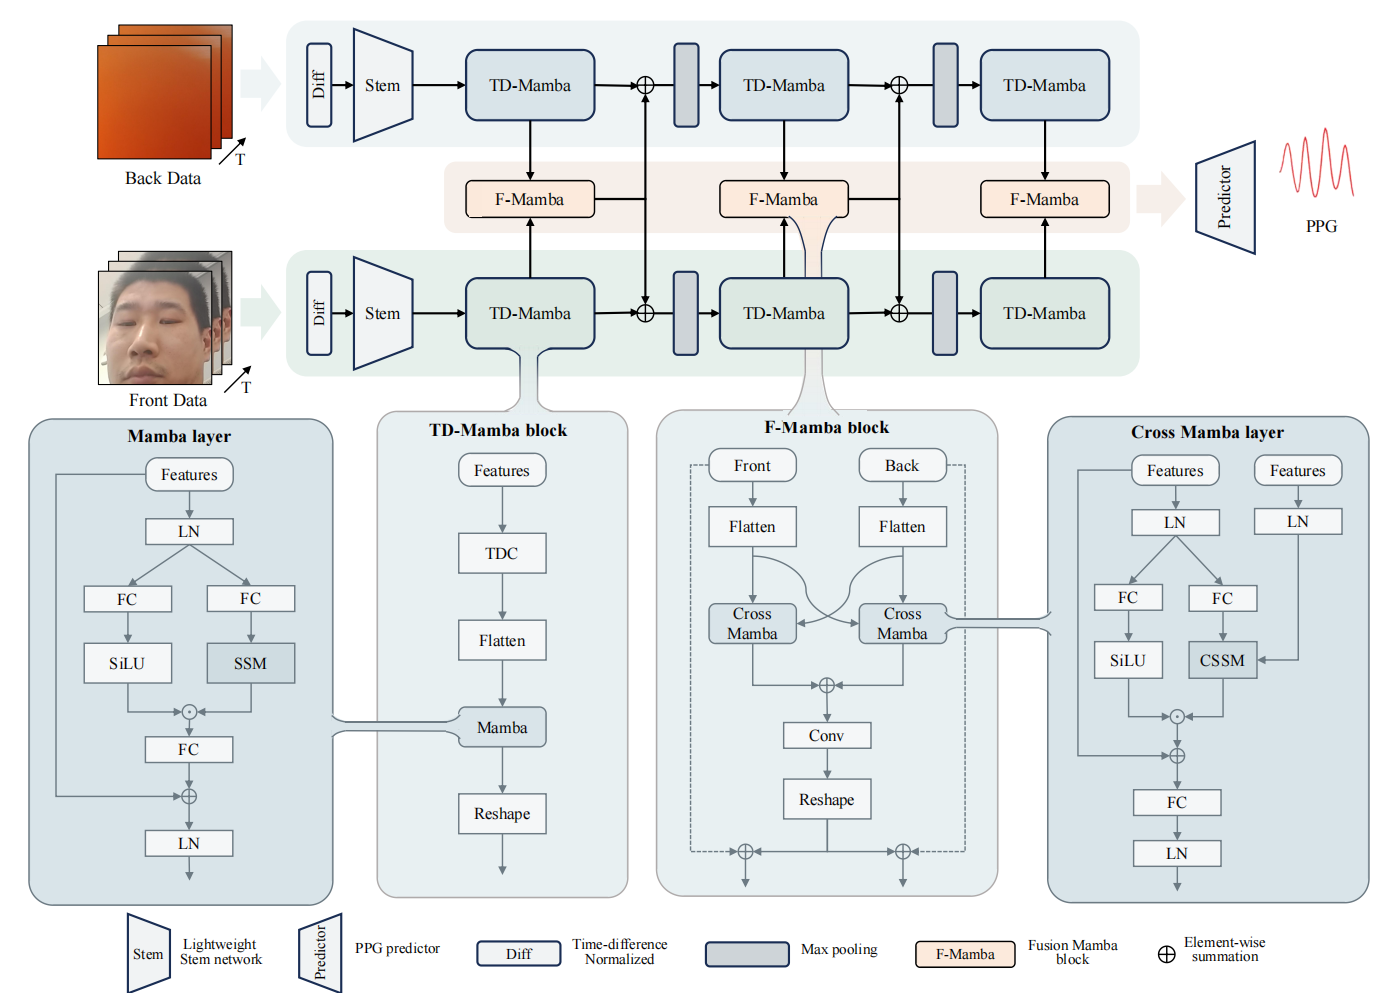 Back Data
T
Diff
Stem
TD-Mamba
TD-Mamba
TD-Mamba
F-Mamba
F-Mamba
F-Mamba
Predictor
PPG
Front Data
T
Diff
Stem
TD-Mamba
TD-Mamba
TD-Mamba
Mamba layer
Features
LN
FC
FC
SiLU
SSM
FC
LN
TD-Mamba block
Features
TDC
Flatten
Mamba
Reshape
F-Mamba block
Front
Back
Flatten
Flatten
Cross
Mamba
Cross
Mamba
Conv
Reshape
Cross Mamba layer
Features
Features
LN
LN
FC
FC
SiLU
CSSM
FC
LN
Stem
Lightweight
Stem network
Predictor
PPG predictor
Diff
Time-difference
Normalized
Max pooling
F-Mamba
Fusion Mamba
block
Element-wise
summation